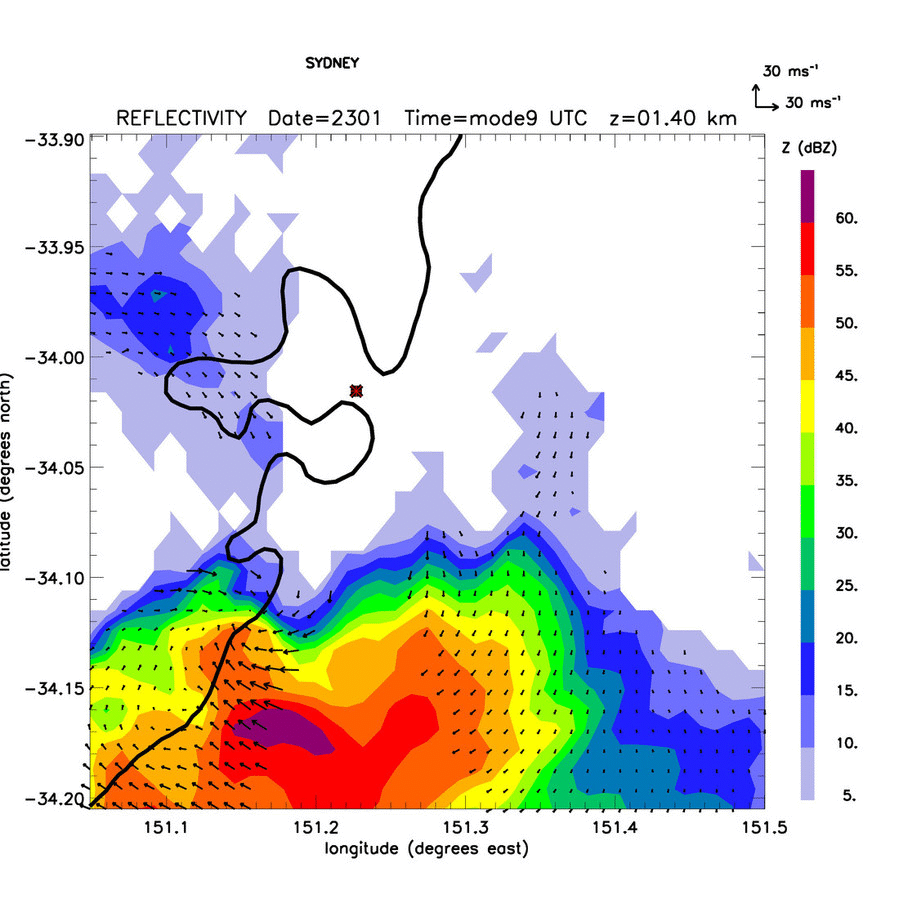 SYDNEY
30 ms⁻¹
30 ms⁻¹
REFLECTIVITY Date=2301 Time=mode9 UTC z=01.40 km
Z (dBZ)
−33.90
−33.95
−34.00
−34.05
−34.10
−34.15
−34.20
latitude (degrees north)
60.
55.
50.
45.
40.
35.
30.
25.
20.
15.
10.
5.
151.1 151.2 151.3 151.4 151.5
longitude (degrees east)